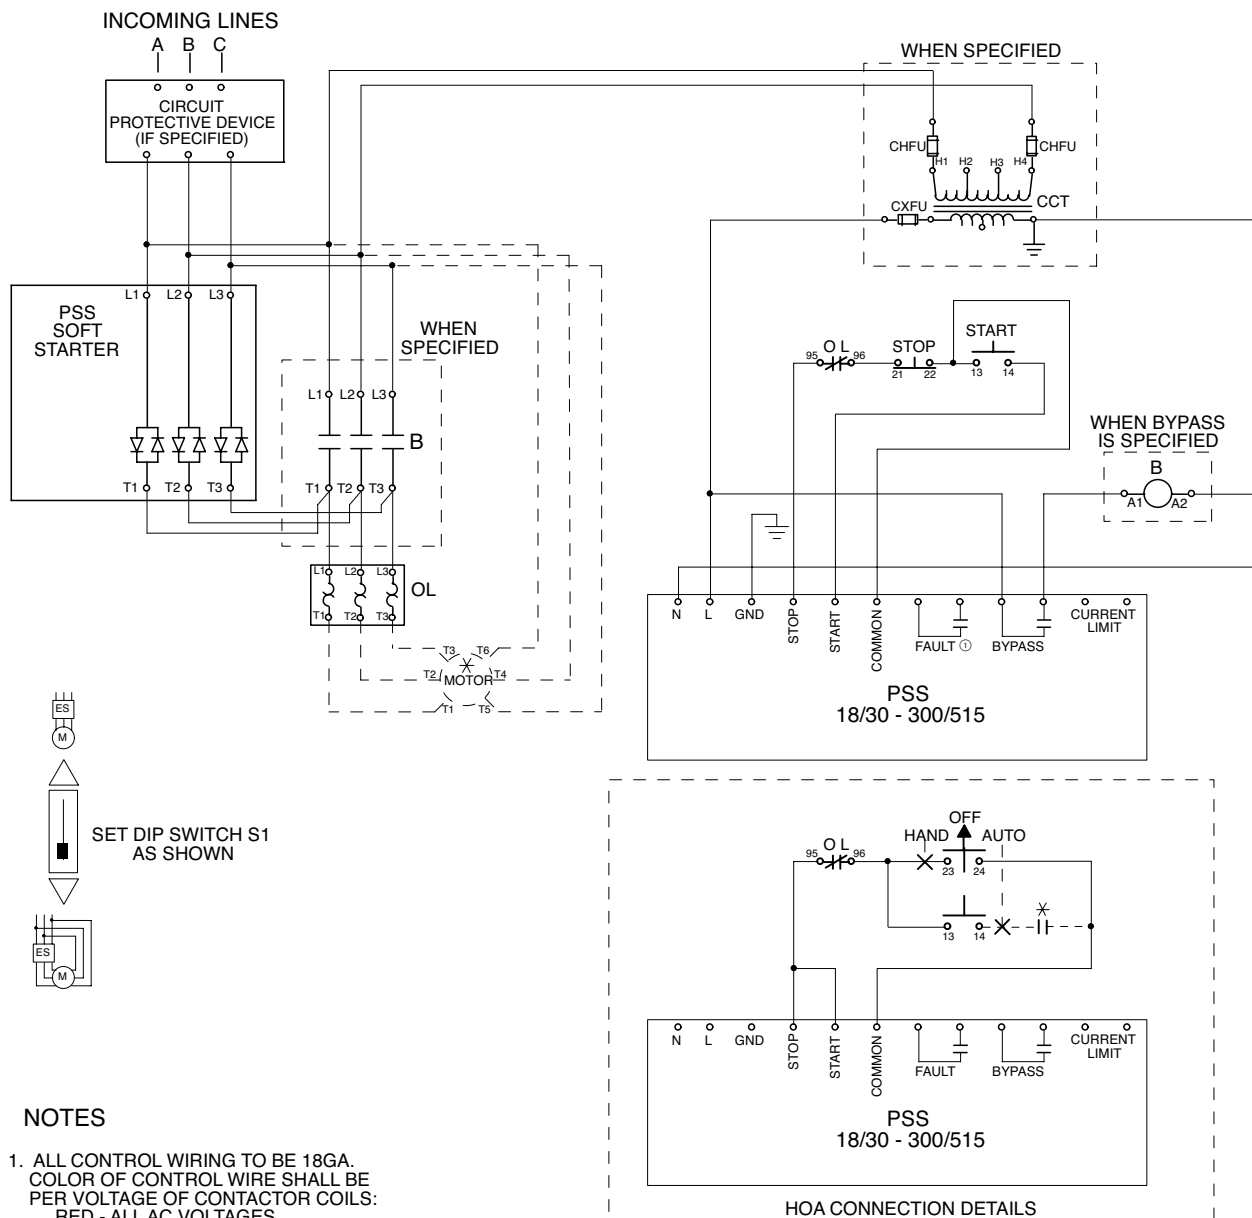 INCOMING LINES
A B C
CIRCUIT
PROTECTIVE DEVICE
(IF SPECIFIED)
WHEN SPECIFIED
CHFU
CHFU
H1 H2 H3 H4
CCT
CXFU
L1 L2 L3
PSS
SOFT
STARTER
T1 T2 T3
WHEN
SPECIFIED
L1 L2 L3
B
T1 T2 T3
L1 L2 L3
OL
T1 T2 T3
T3 T6
T2 MOTOR T4
T1 T5
95 O L 96
STOP
21 22
START
13 14
WHEN BYPASS
IS SPECIFIED
B
A1 A2
N L GND STOP START COMMON
FAULT ①
BYPASS
CURRENT
LIMIT
PSS
18/30 - 300/515
ES
M
SET DIP SWITCH S1
AS SHOWN
ES
M
OFF
HAND AUTO
95 O L 96
23 24
13 14
N L GND STOP START COMMON
FAULT
BYPASS
CURRENT
LIMIT
PSS
18/30 - 300/515
HOA CONNECTION DETAILS
NOTES
1. ALL CONTROL WIRING TO BE 18GA.
COLOR OF CONTROL WIRE SHALL BE
PER VOLTAGE OF CONTACTOR COILS:
RED - ALL AC VOLTAGES